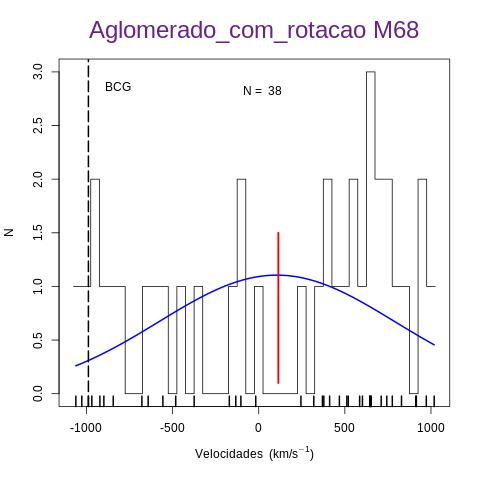 Aglomerado_com_rotacao M68
BCG
N = 38
3.0
2.5
2.0
1.5
1.0
0.5
0.0
N
-1000 -500 0 500 1000
Velocidades (km/s⁻¹)